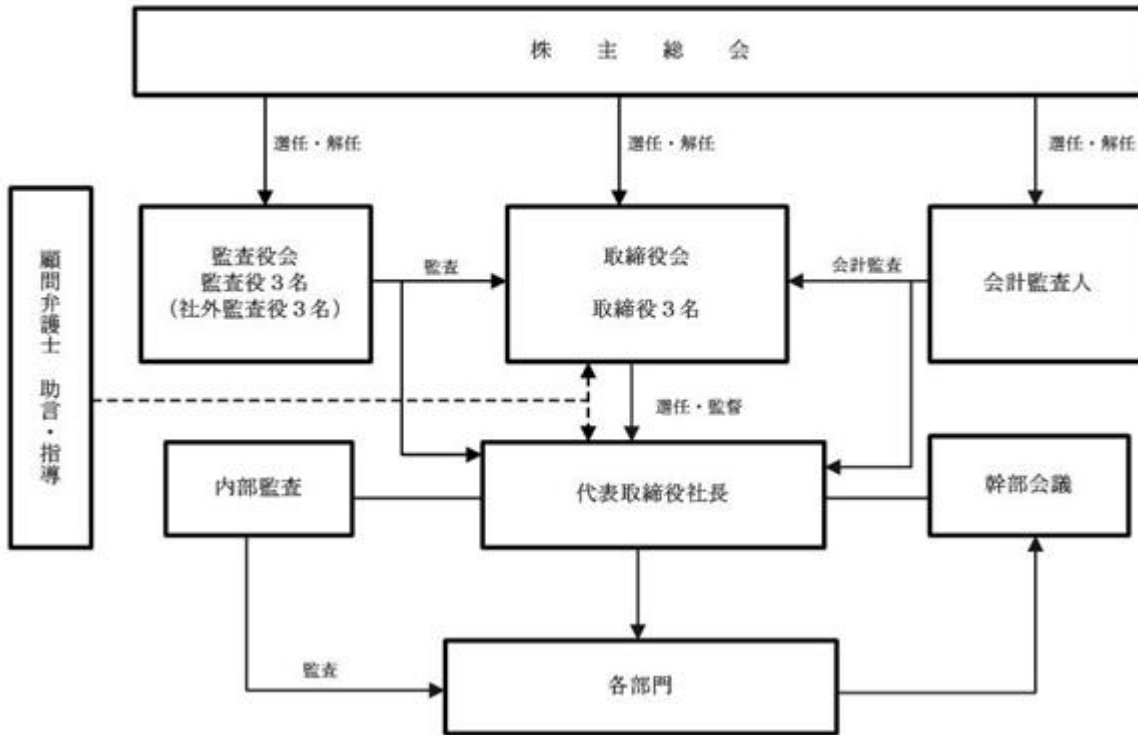 株主総会
選任・解任
選任・解任
選任・解任
顧問弁護士 助言・指導
監査役会
監査役3名
(社外監査役3名)
監査
取締役会
取締役3名
会計監査
会計監査人
選任・監督
内部監査
代表取締役社長
幹部会議
監査
各部門